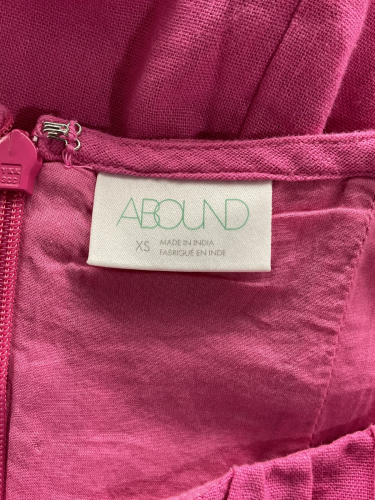 ABOUND
XS
MADE IN INDIA
FABRIQUÉ EN INDE